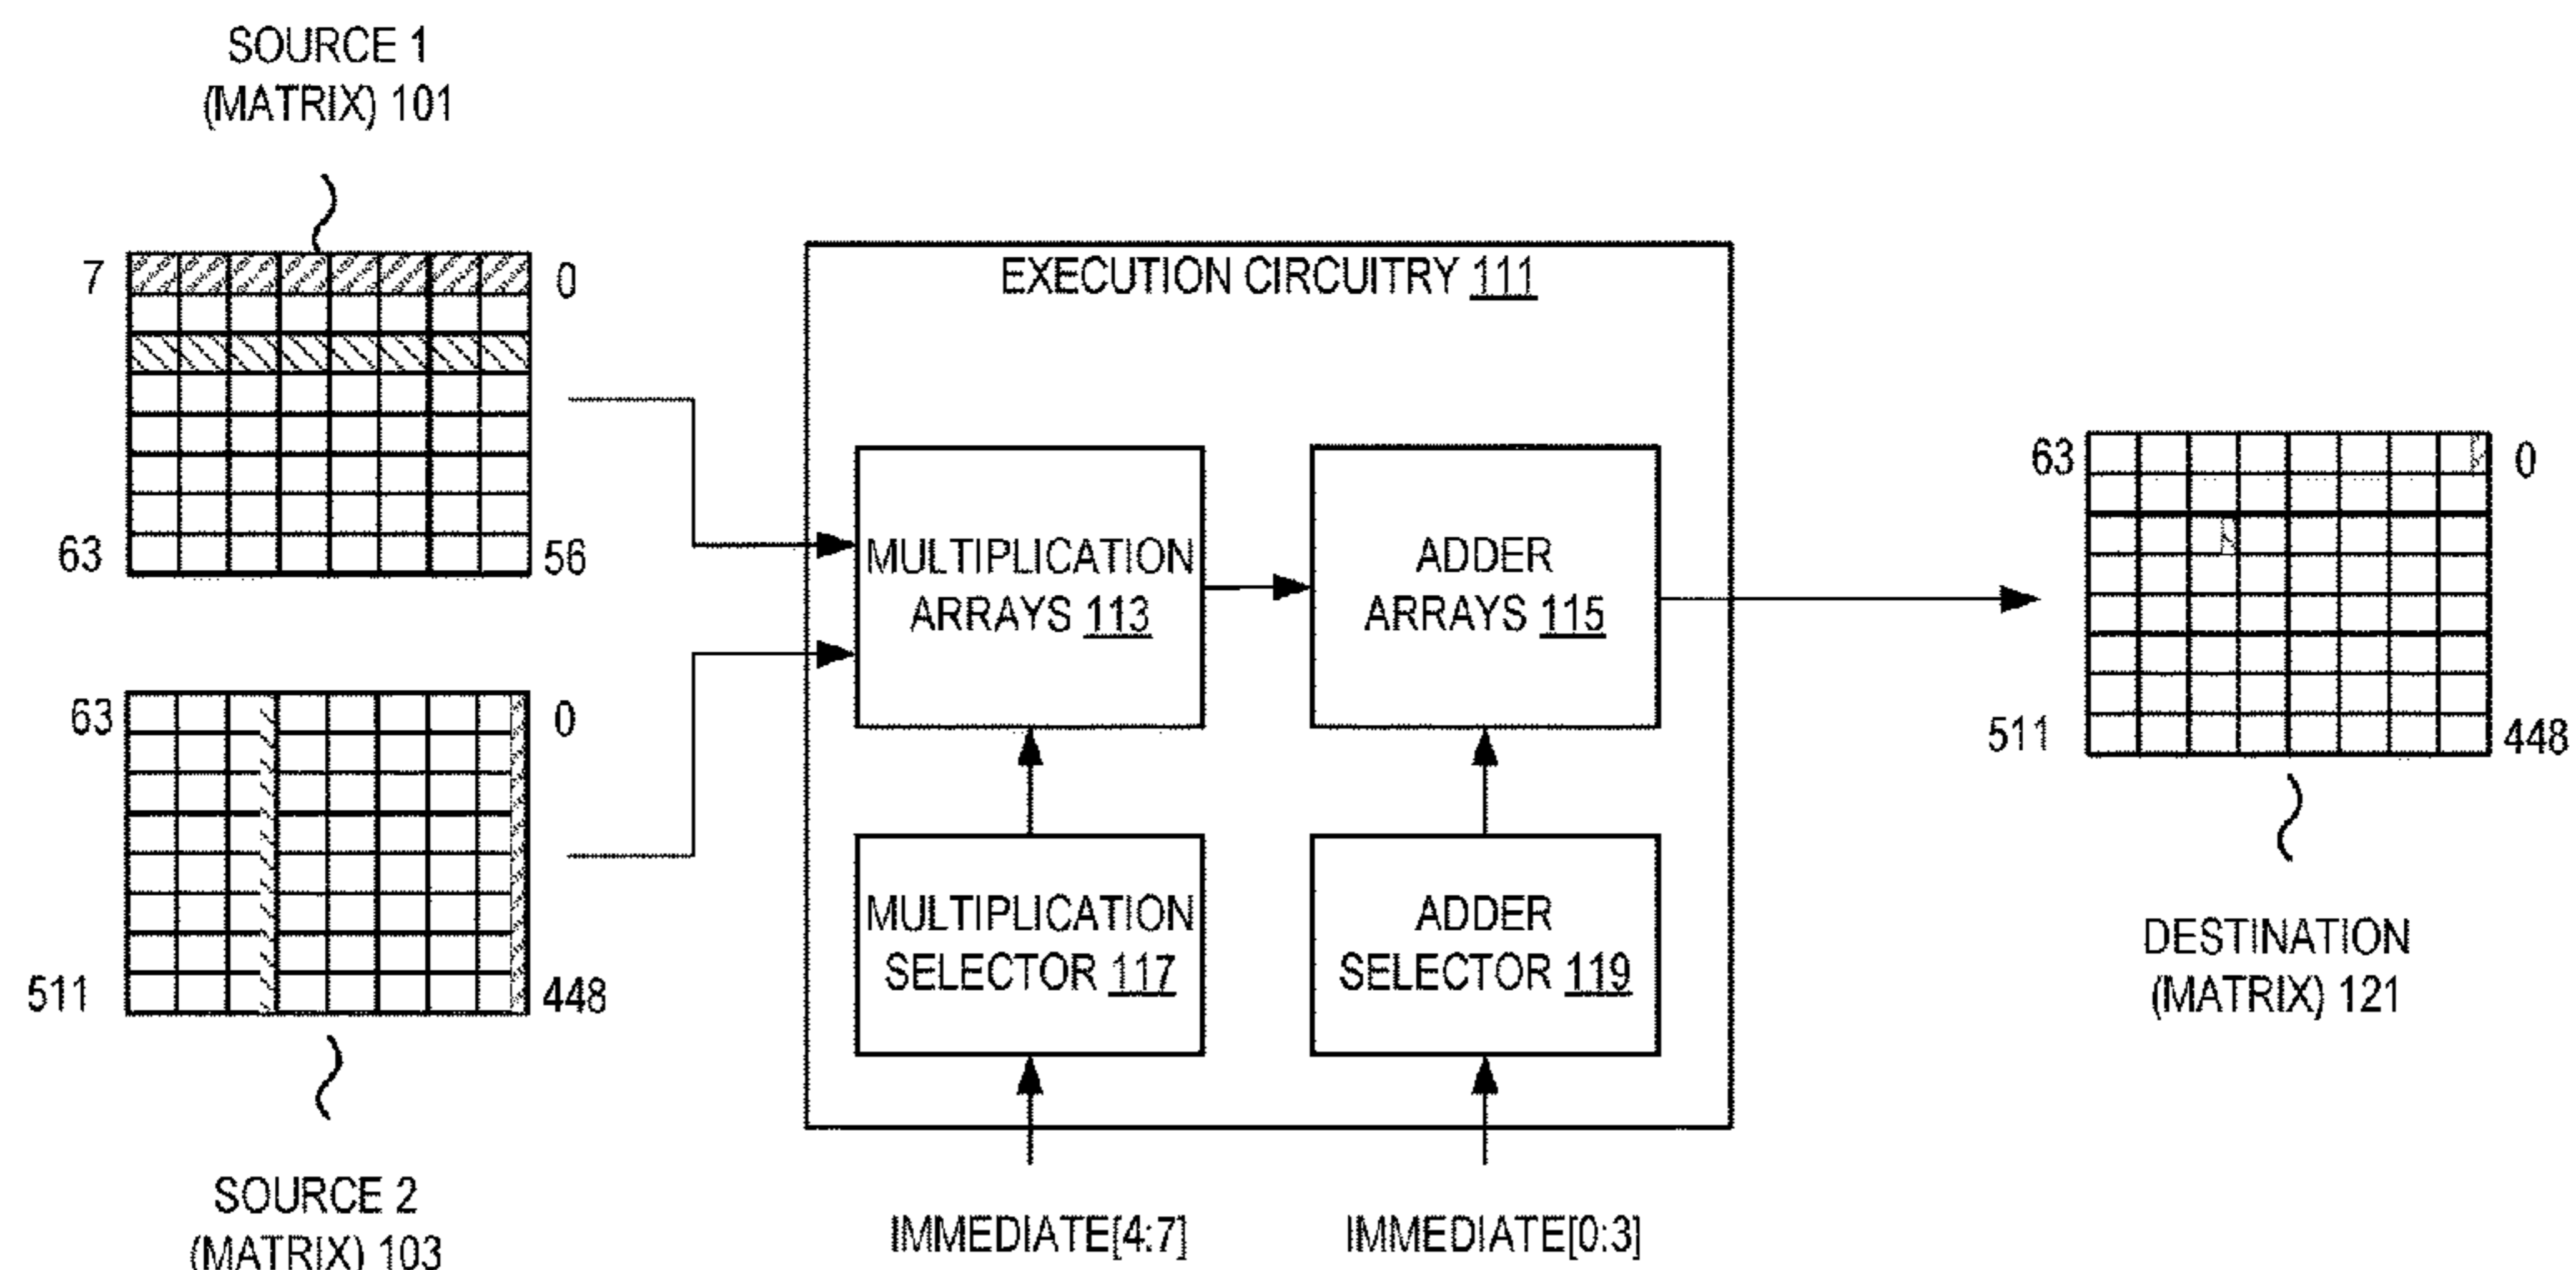 SOURCE 1
(MATRIX) 101
7
0
63
56
63
0
511
448
SOURCE 2
(MATRIX) 103
EXECUTION CIRCUITRY 111
MULTIPLICATION
ARRAYS 113
ADDER
ARRAYS 115
MULTIPLICATION
SELECTOR 117
ADDER
SELECTOR 119
IMMEDIATE[4:7]
IMMEDIATE[0:3]
63
0
511
448
DESTINATION
(MATRIX) 121